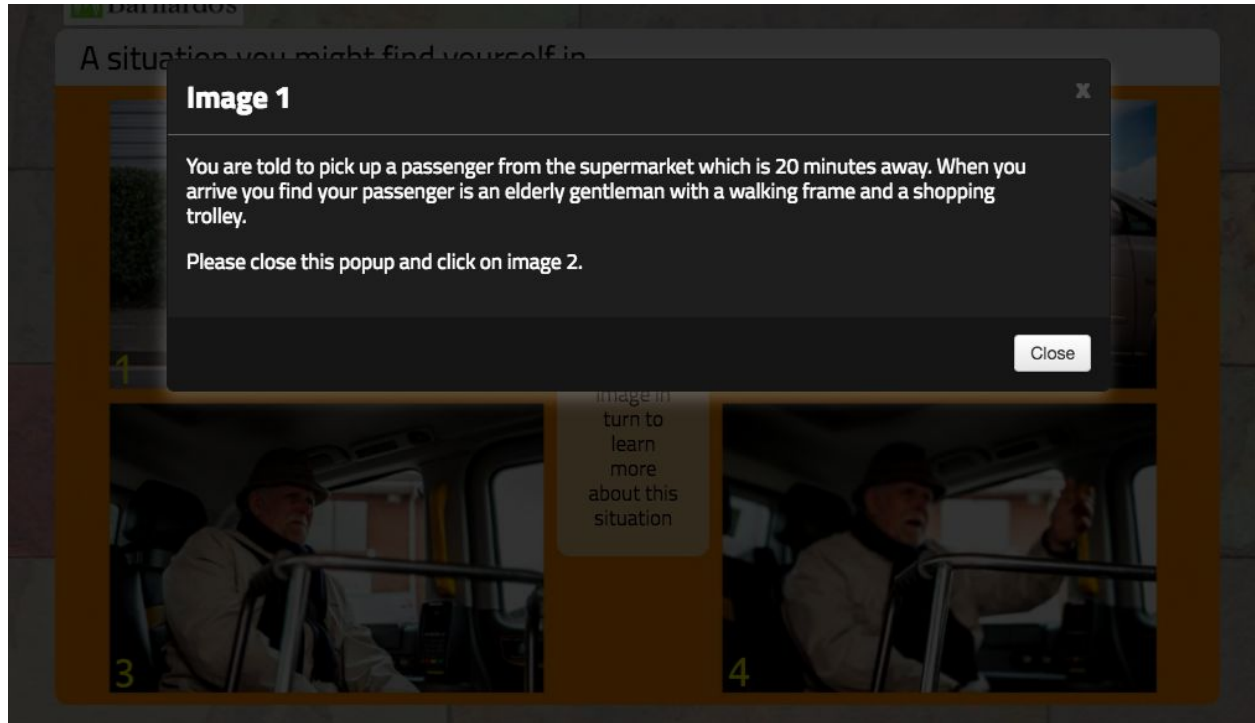 Barnardo's
A situation you might find yourself in
Image 1
x
You are told to pick up a passenger from the supermarket which is 20 minutes away. When you
arrive you find your passenger is an elderly gentleman with a walking frame and a shopping
trolley.
Please close this popup and click on image 2.
Close
1
image in
turn to
learn
more
about this
situation
3
4